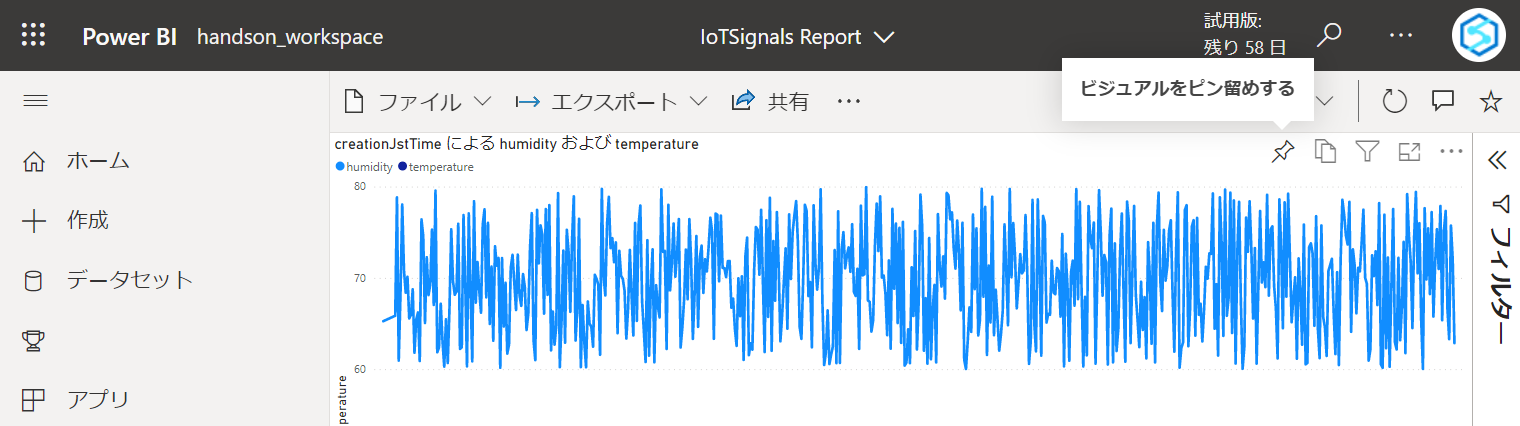 Power BI handson_workspace
IoTSignals Report
試用版:
残り 58 日
ビジュアルをピン留めする
ファイル
エクスポート
共有
ホーム
作成
データセット
アプリ
creationJstTime による humidity および temperature
humidity temperature
80
70
60
perature
フィルター